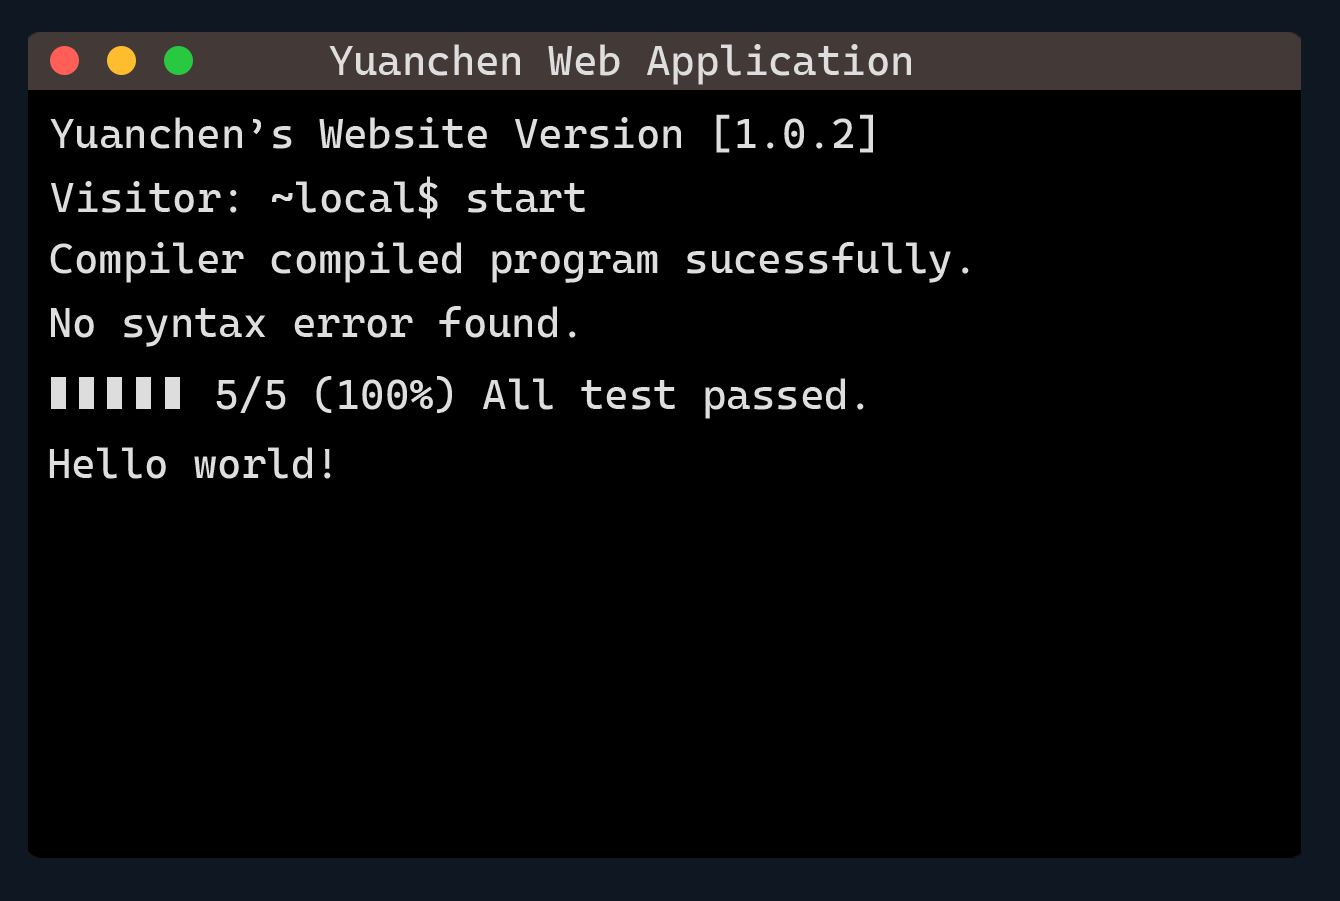 Yuanchen Web Application
Yuanchen’s Website Version [1.0.2]
Visitor: ~local$ start
Compiler compiled program sucessfully.
No syntax error found.
5/5 (100%) All test passed.
Hello world!